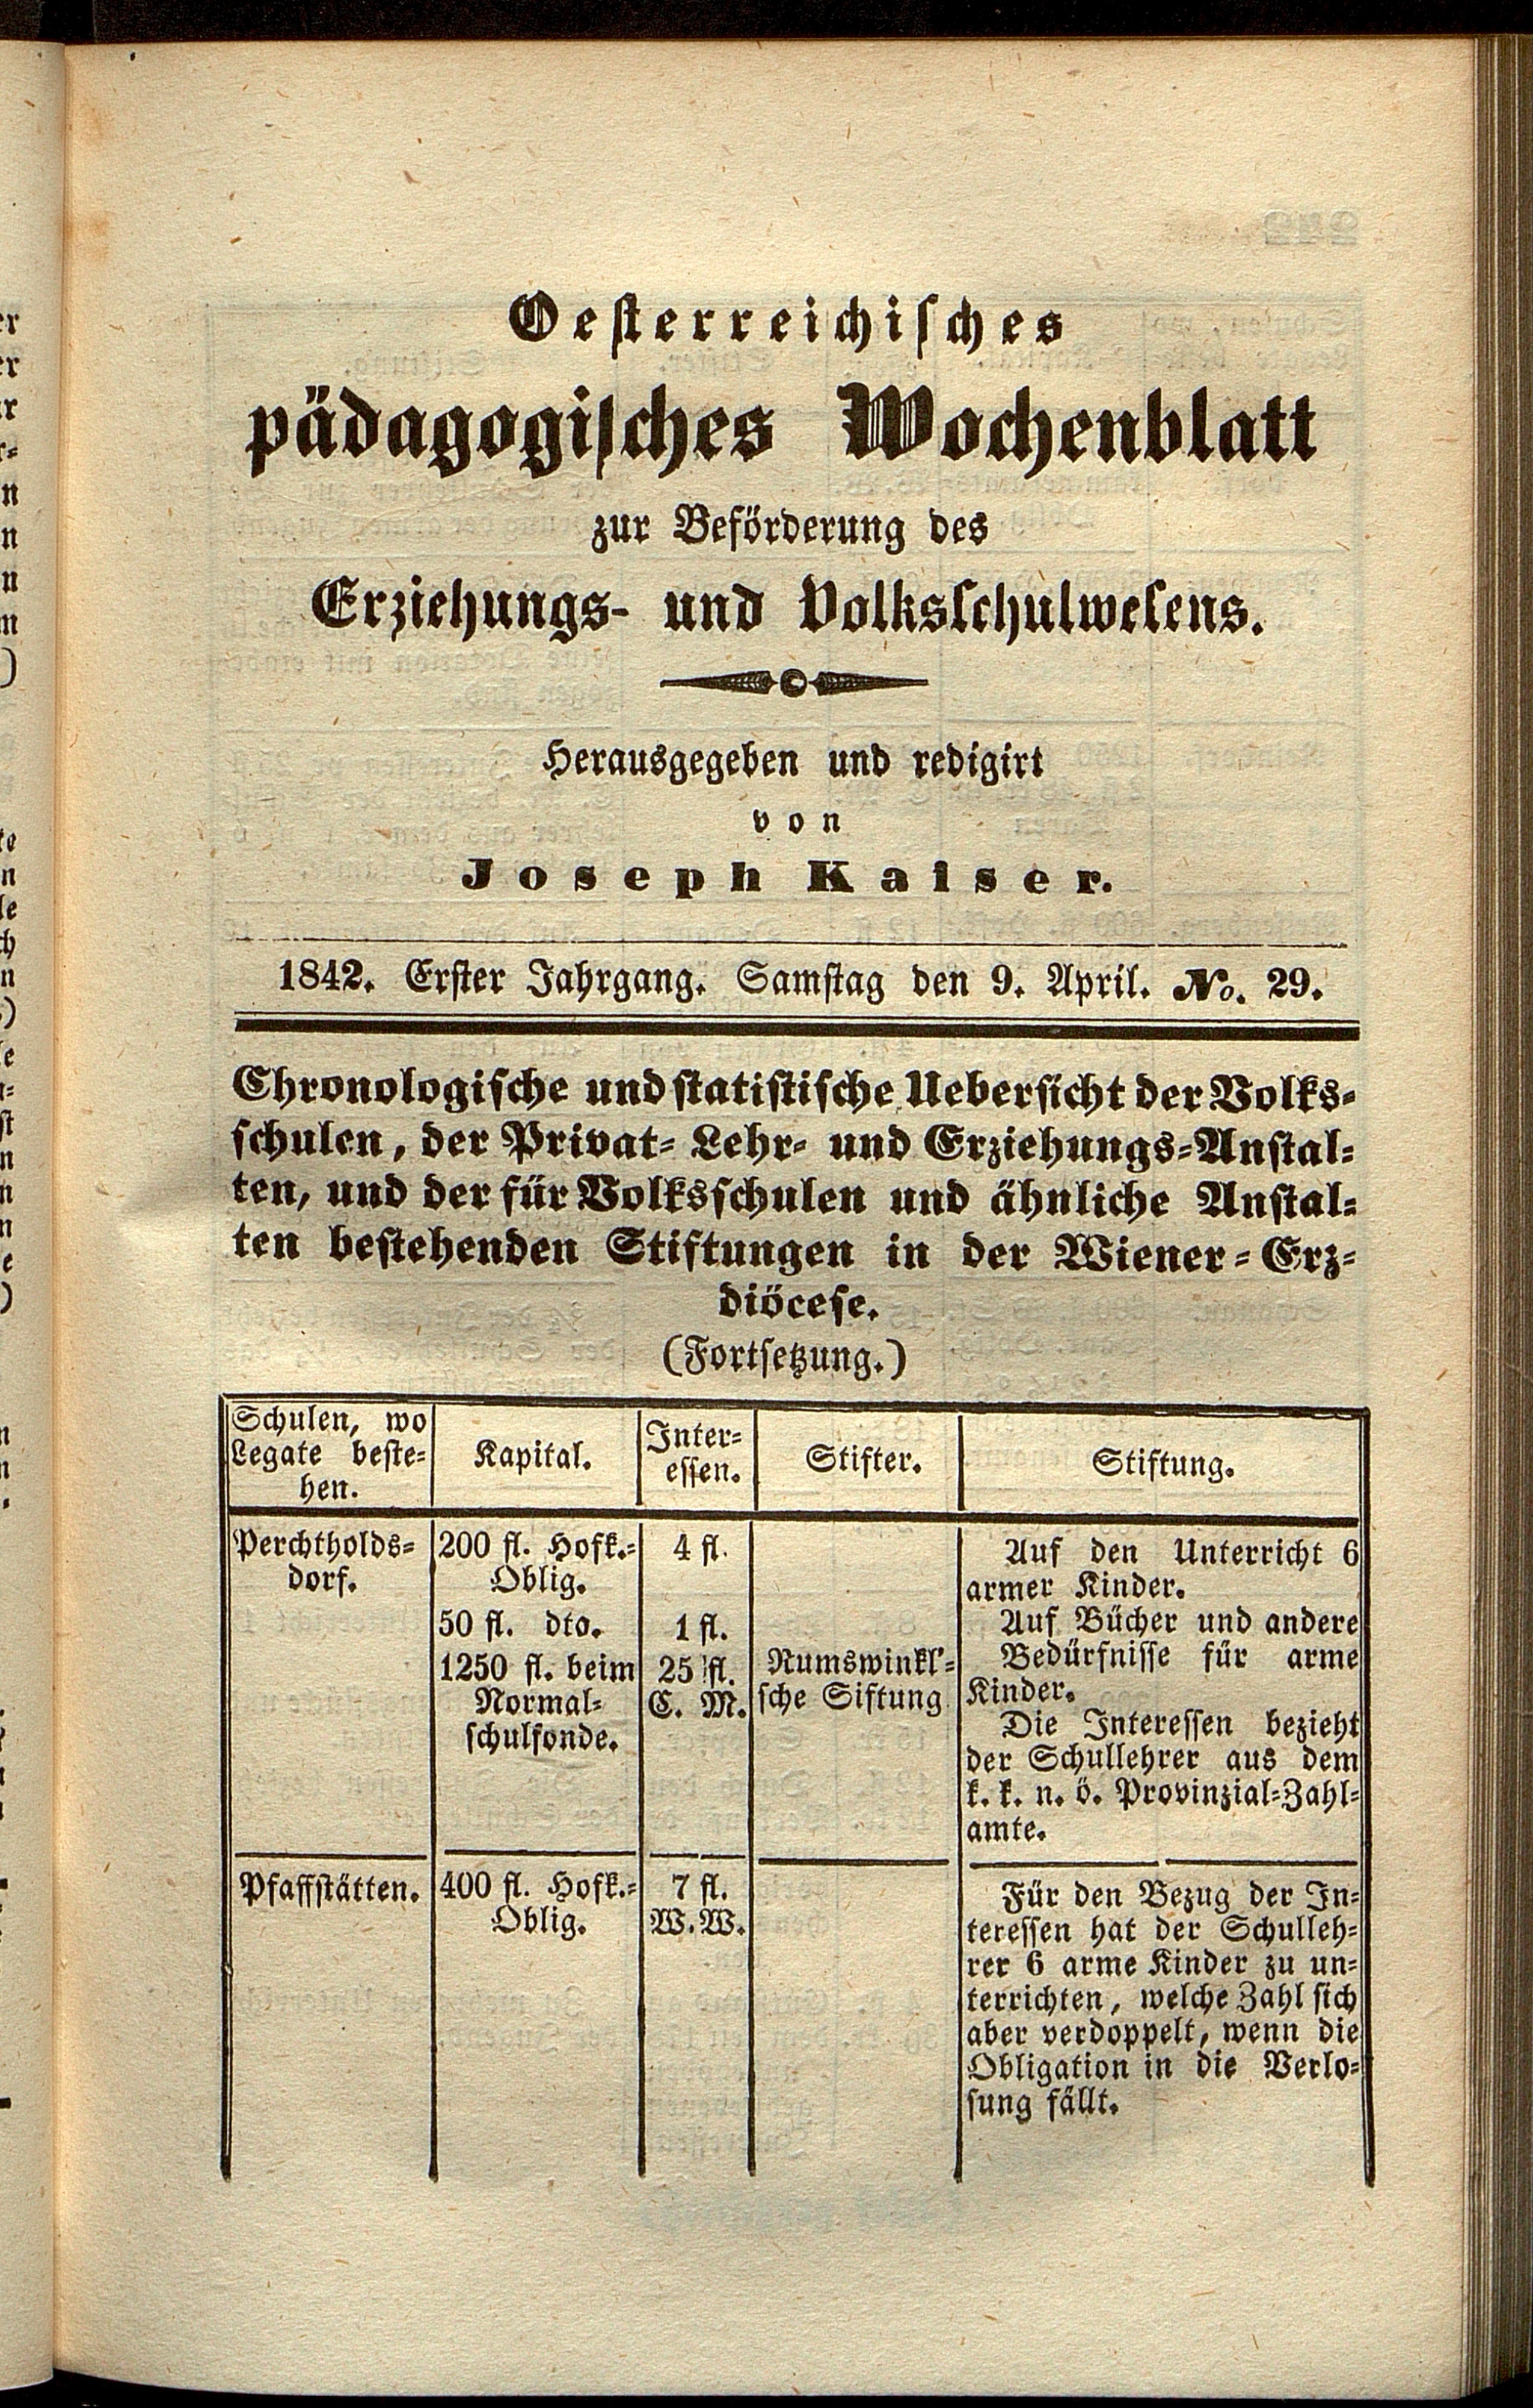 Oesterreichisches
pädagogisches Wochenblatt
zur Beförderung des
Erziehungs- und Volksschulwesens.
Herausgegeben und redigirt
von
Joseph Kaiser.
1842. Erster Jahrgang. Samstag den 9. April. No. 29.
Chronologische und statistische Uebersicht der Volks-
schulen, der Privat- Lehr- und Erziehungs-Anstal-
ten, und der für Volksschulen und ähnliche Anstal-
ten bestehenden Stiftungen in der Wiener-Erz-
diöcese.
(Fortsetzung.)
Schulen, wo
Legate beste-
hen.
Kapital.
Inter-
essen.
Stifter.
Stiftung.
Perchtholds-
dorf.
200 fl. Hofk.-
Oblig.
50 fl. dto.
1250 fl. beim
Normal-
schulfonde.
4 fl.
1 fl.
25 fl.
C. M.
Rumswinkl'-
sche Siftung
Auf den Unterricht 6
armer Kinder.
Auf Bücher und andere
Bedürfnisse für arme
Kinder.
Die Interessen bezieht
der Schullehrer aus dem
k. k. n. ö. Provinzial-Zahl-
amte.
Pfaffstätten.
400 fl. Hofk.-
Oblig.
7 fl.
W. W.
Für den Bezug der In-
teressen hat der Schulleh-
rer 6 arme Kinder zu un-
terrichten, welche Zahl sich
aber verdoppelt, wenn die
Obligation in die Verlo-
sung fällt.